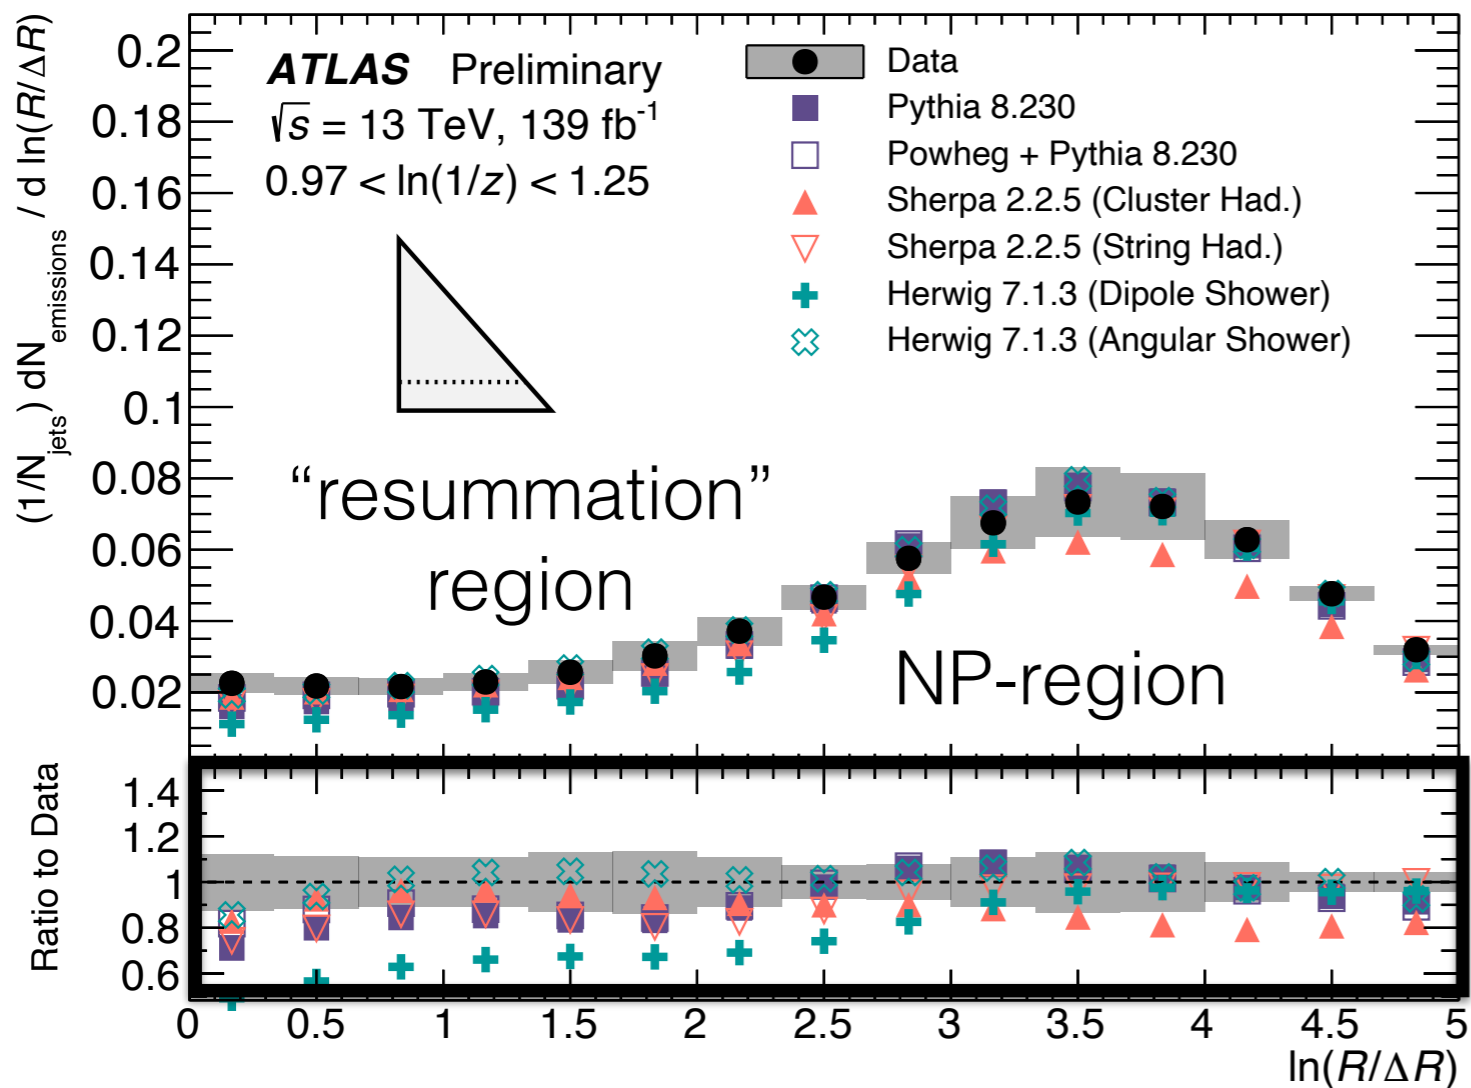 (1/N_jets) dN_emissions / d ln(R/ΔR)
0.2
0.18
0.16
0.14
0.12
0.1
0.08
0.06
0.04
0.02
ATLAS Preliminary
√s = 13 TeV, 139 fb⁻¹
0.97 < ln(1/z) < 1.25
Data
Pythia 8.230
Powheg + Pythia 8.230
Sherpa 2.2.5 (Cluster Had.)
Sherpa 2.2.5 (String Had.)
Herwig 7.1.3 (Dipole Shower)
Herwig 7.1.3 (Angular Shower)
“resummation”
region
NP-region
Ratio to Data
1.4
1.2
1
0.8
0.6
0 0.5 1 1.5 2 2.5 3 3.5 4 4.5 5
ln(R/ΔR)